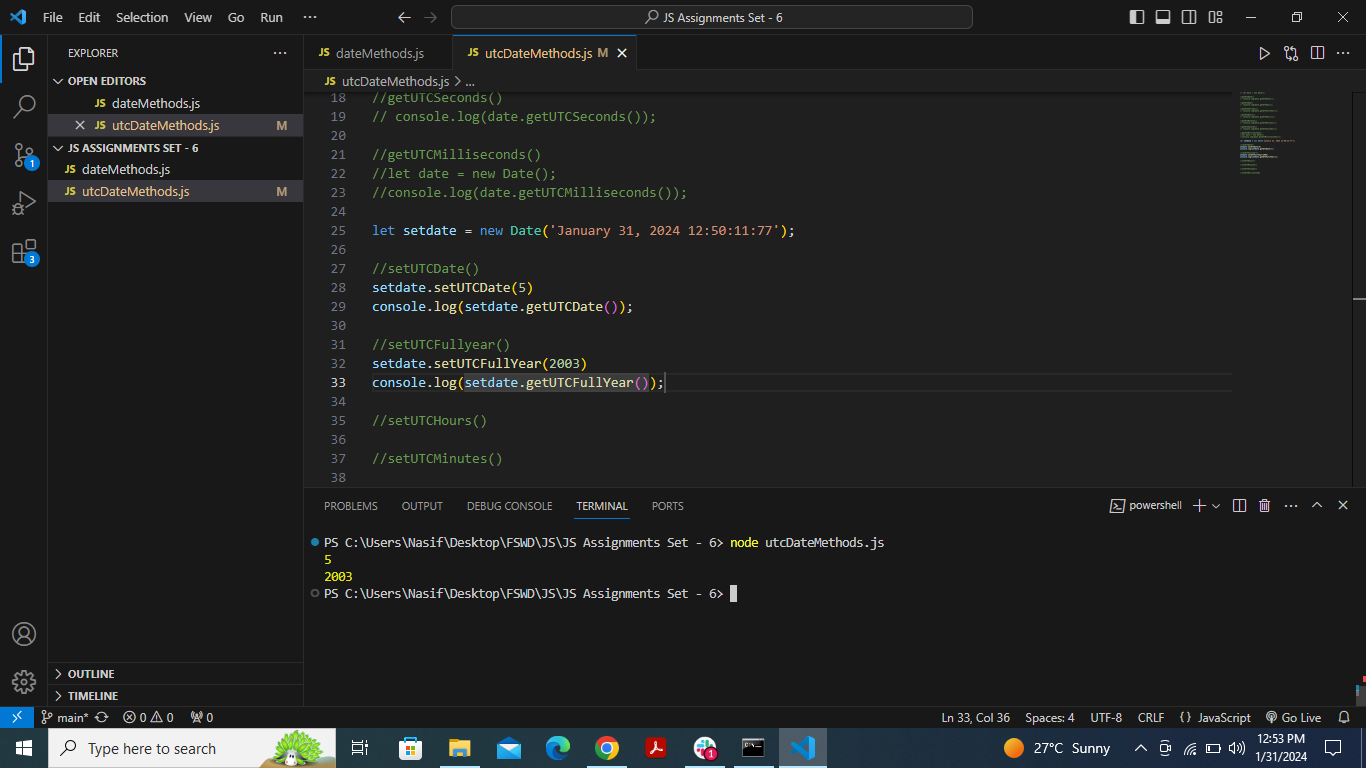 File Edit Selection View Go Run ··· JS Assignments Set - 6
EXPLORER ···
OPEN EDITORS
JS dateMethods.js
JS utcDateMethods.js M
JS ASSIGNMENTS SET - 6
JS dateMethods.js
JS utcDateMethods.js M
1
3
OUTLINE
TIMELINE
JS dateMethods.js JS utcDateMethods.js M
JS utcDateMethods.js > ...
18 //getUTCSeconds()
19 // console.log(date.getUTCSeconds());
20
21 //getUTCMilliseconds()
22 //let date = new Date();
23 //console.log(date.getUTCMilliseconds());
24
25 let setdate = new Date('January 31, 2024 12:50:11:77');
26
27 //setUTCDate()
28 setdate.setUTCDate(5)
29 console.log(setdate.getUTCDate());
30
31 //setUTCFullyear()
32 setdate.setUTCFullYear(2003)
33 console.log(setdate.getUTCFullYear());
34
35 //setUTCHours()
36
37 //setUTCMinutes()
38
PROBLEMS OUTPUT DEBUG CONSOLE TERMINAL PORTS powershell
PS C:\Users\Nasif\Desktop\FSWD\JS\JS Assignments Set - 6> node utcDateMethods.js
5
2003
PS C:\Users\Nasif\Desktop\FSWD\JS\JS Assignments Set - 6>
main* 0 0 0 Ln 33, Col 36 Spaces: 4 UTF-8 CRLF {} JavaScript Go Live
Type here to search 1 27°C Sunny 12:53 PM
1/31/2024